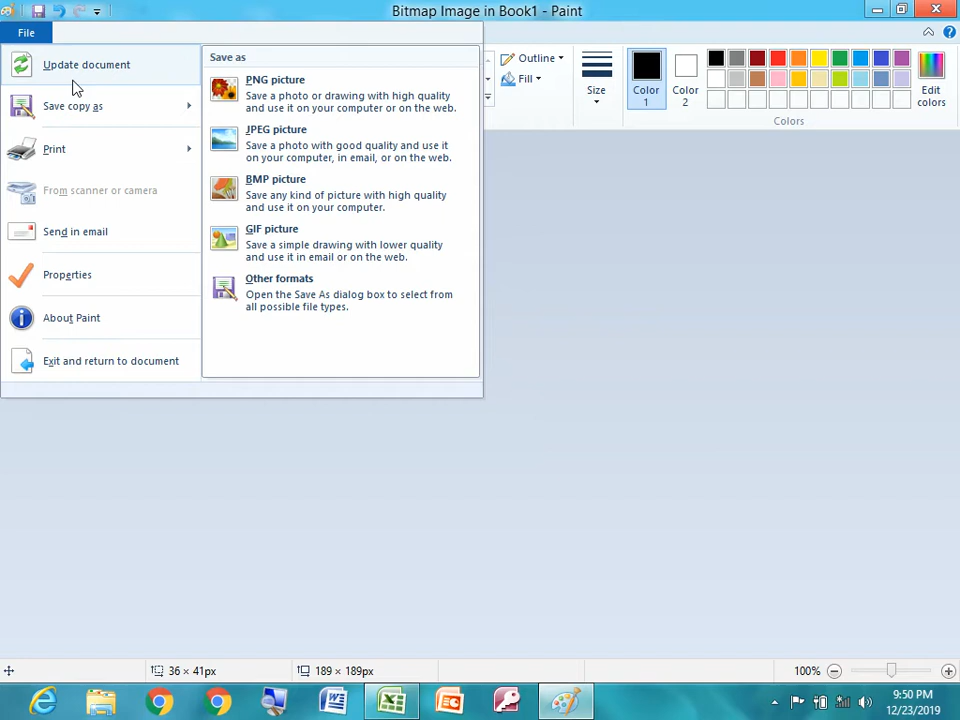 Bitmap Image in Book1 - Paint
File
Update document
Save copy as
Print
From scanner or camera
Send in email
Properties
About Paint
Exit and return to document
Save as
PNG picture
Save a photo or drawing with high quality
and use it on your computer or on the web.
JPEG picture
Save a photo with good quality and use it
on your computer, in email, or on the web.
BMP picture
Save any kind of picture with high quality
and use it on your computer.
GIF picture
Save a simple drawing with lower quality
and use it in email or on the web.
Other formats
Open the Save As dialog box to select from
all possible file types.
Outline
Fill
Size
Color
1
Color
2
Edit
colors
Colors
36 × 41px
189 × 189px
100%
9:50 PM
12/23/2019